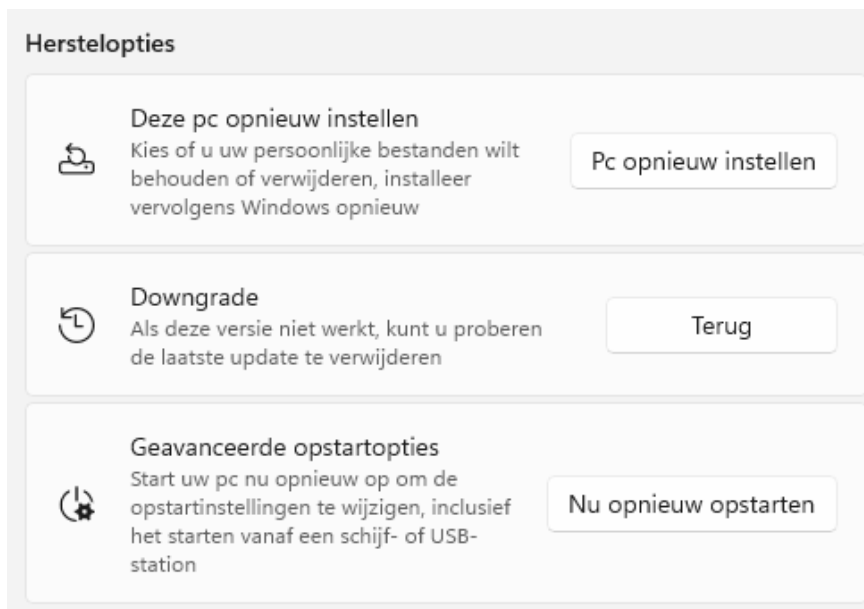 Herstelopties
Deze pc opnieuw instellen
Kies of u uw persoonlijke bestanden wilt
behouden of verwijderen, installeer
vervolgens Windows opnieuw
Pc opnieuw instellen
Downgrade
Als deze versie niet werkt, kunt u proberen
de laatste update te verwijderen
Terug
Geavanceerde opstartopties
Start uw pc nu opnieuw op om de
opstartinstellingen te wijzigen, inclusief
het starten vanaf een schijf- of USB-
station
Nu opnieuw opstarten